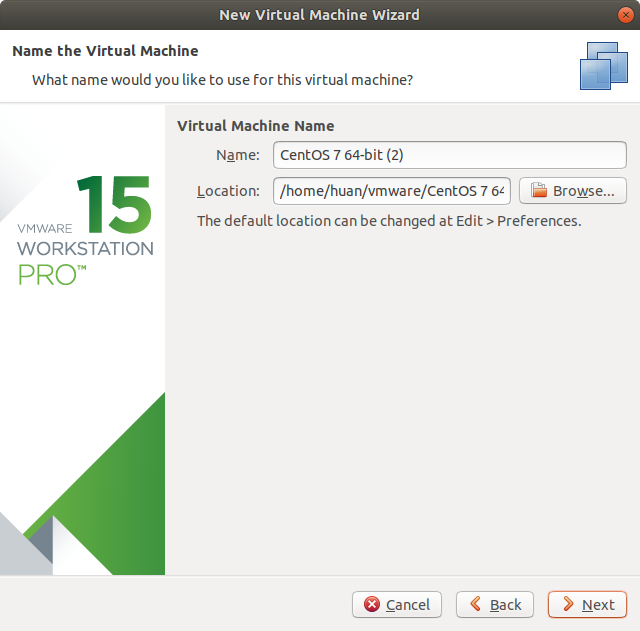 New Virtual Machine Wizard
Name the Virtual Machine
What name would you like to use for this virtual machine?
VMWARE 15
WORKSTATION
PRO™
Virtual Machine Name
Name: CentOS 7 64-bit (2)
Location: /home/huan/vmware/CentOS 7 64 Browse...
The default location can be changed at Edit > Preferences.
Cancel Back Next